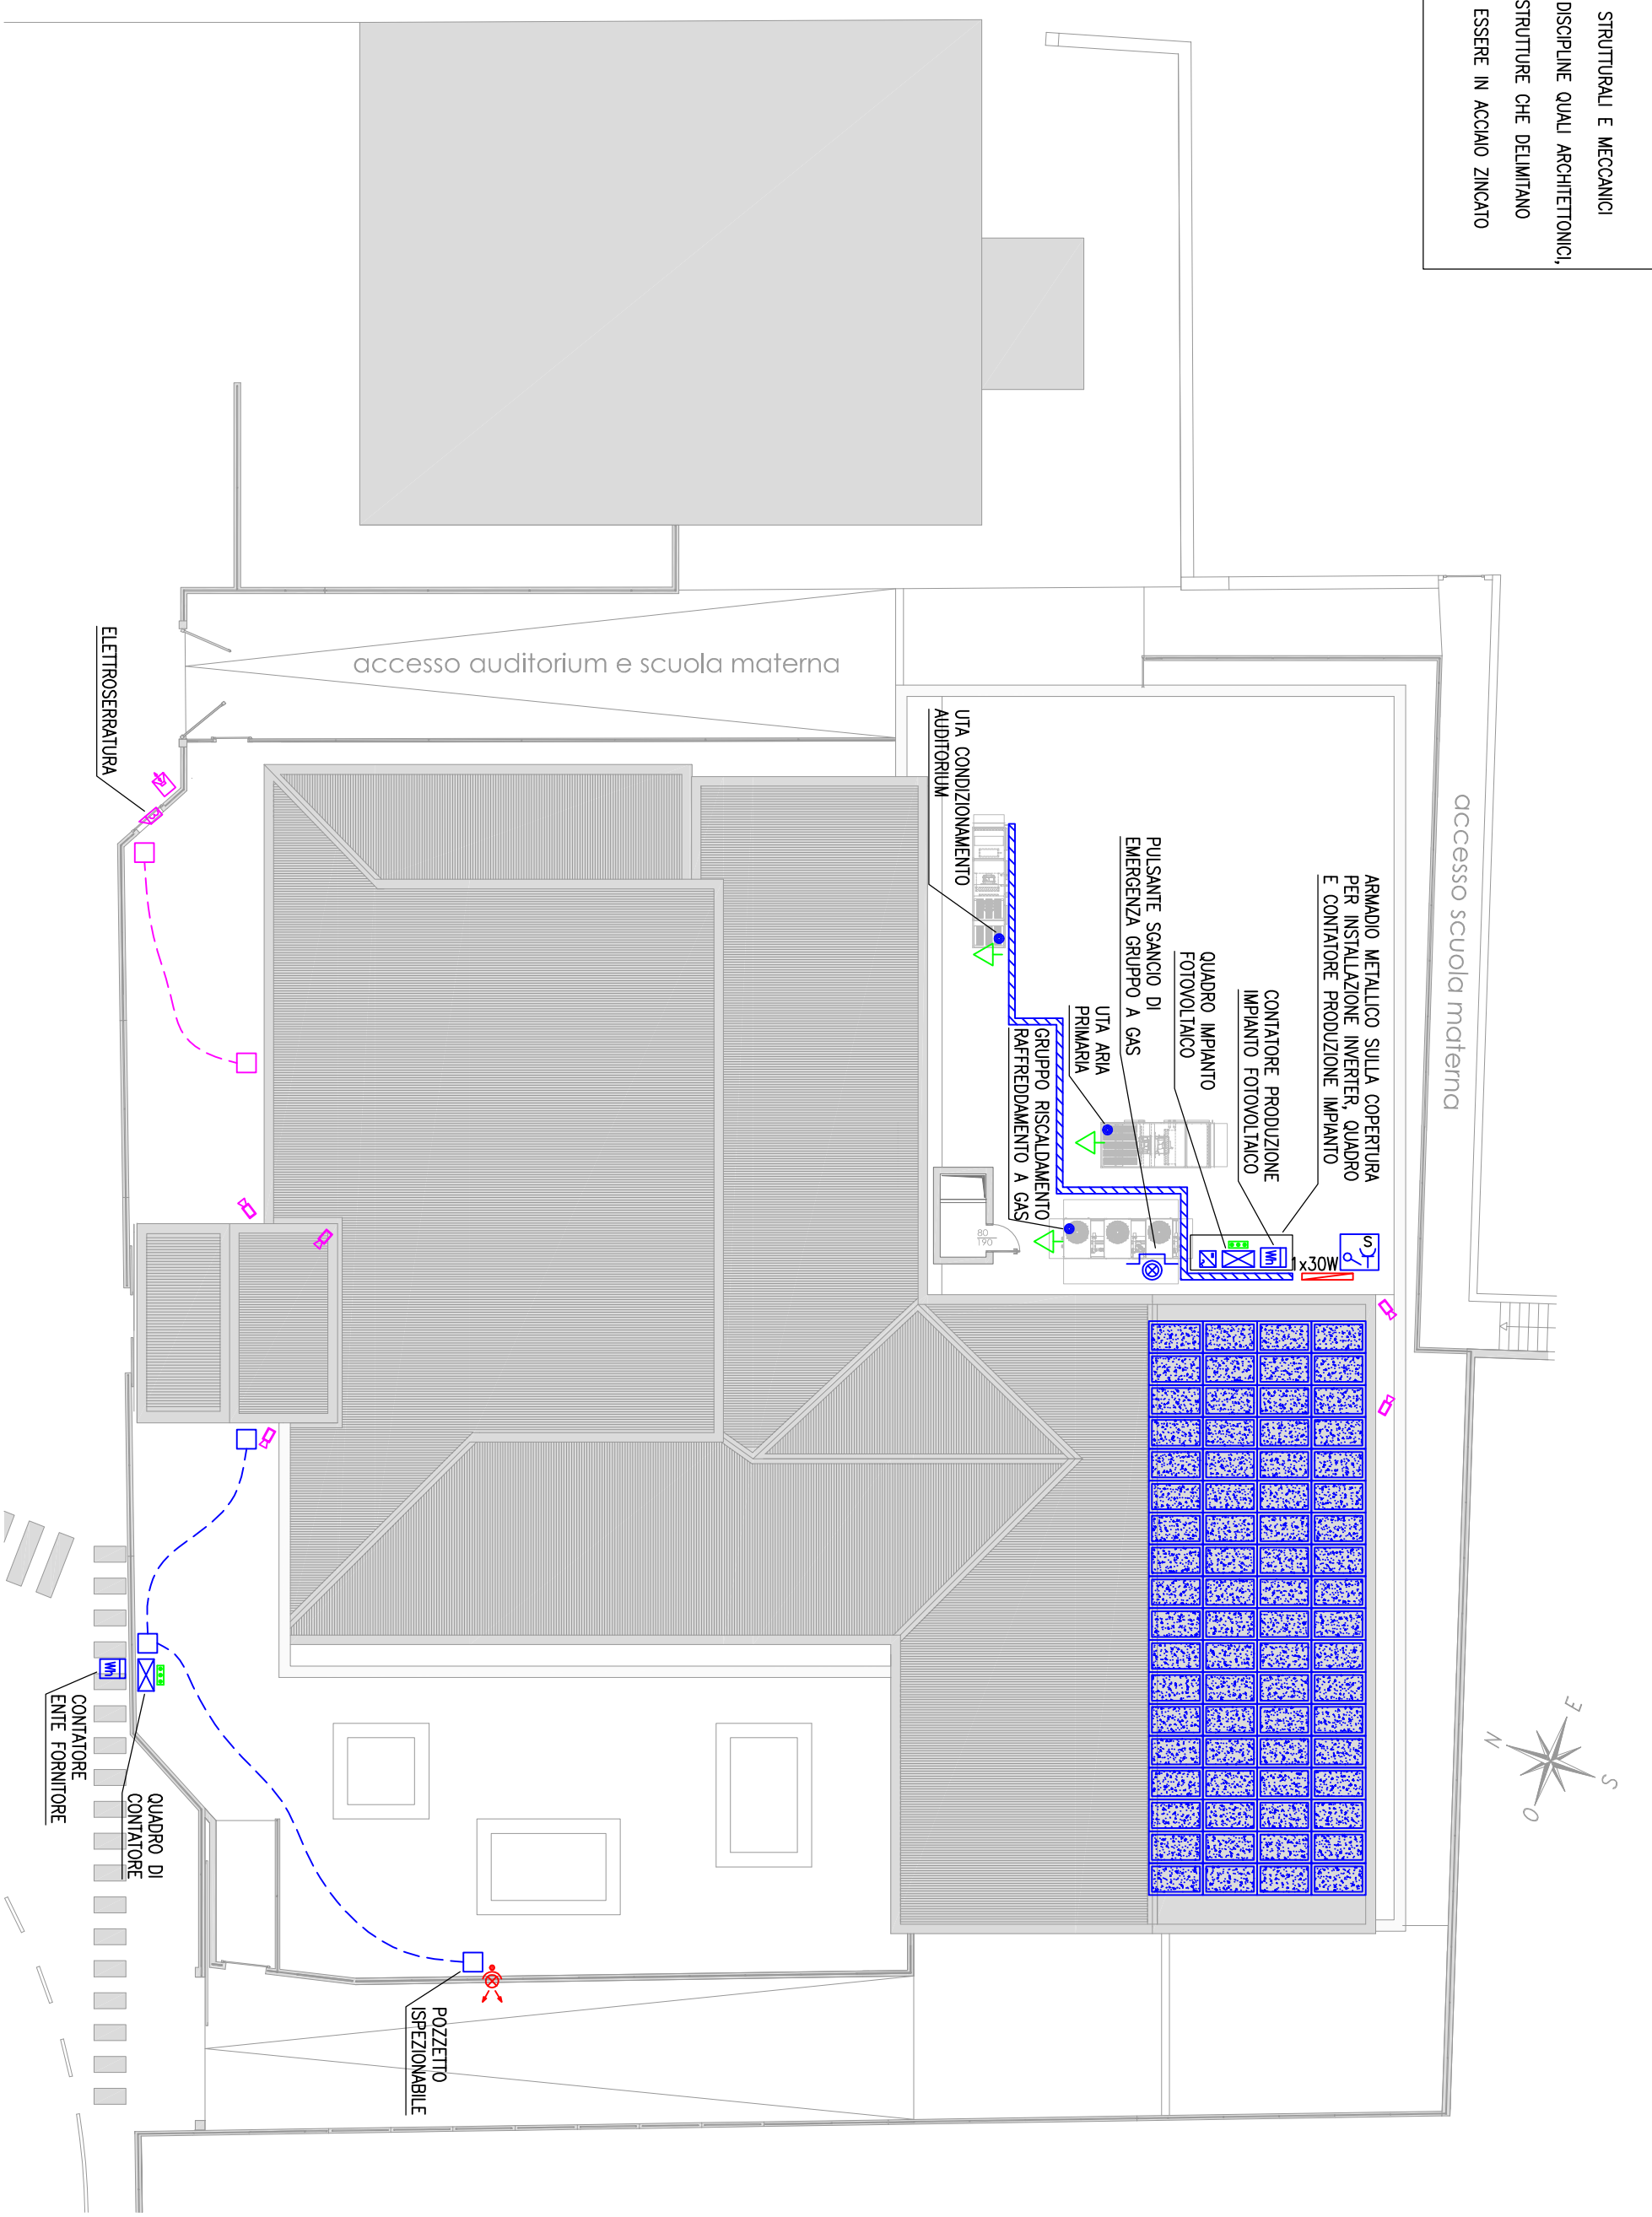 STRUTTURALI E MECCANICI
DISCIPLINE QUALI ARCHITETTONICI,
STRUTTURE CHE DELIMITANO
ESSERE IN ACCIAIO ZINCATO
accesso scuola materna
accesso auditorium e scuola materna
ARMADIO METALLICO SULLA COPERTURA
PER INSTALLAZIONE INVERTER, QUADRO
E CONTATORE PRODUZIONE IMPIANTO
CONTATORE PRODUZIONE
IMPIANTO FOTOVOLTAICO
QUADRO IMPIANTO
FOTOVOLTAICO
PULSANTE SGANCIO DI
EMERGENZA GRUPPO A GAS
UTA ARIA
PRIMARIA
GRUPPO RISCALDAMENTO
RAFFREDDAMENTO A GAS
UTA CONDIZIONAMENTO
AUDITORIUM
80
190
Wh
1x30W
S
ELETTROSERRATURA
Wh
CONTATORE
ENTE FORNITORE
QUADRO DI
CONTATORE
POZZETTO
ISPEZIONABILE
N
E
S
O